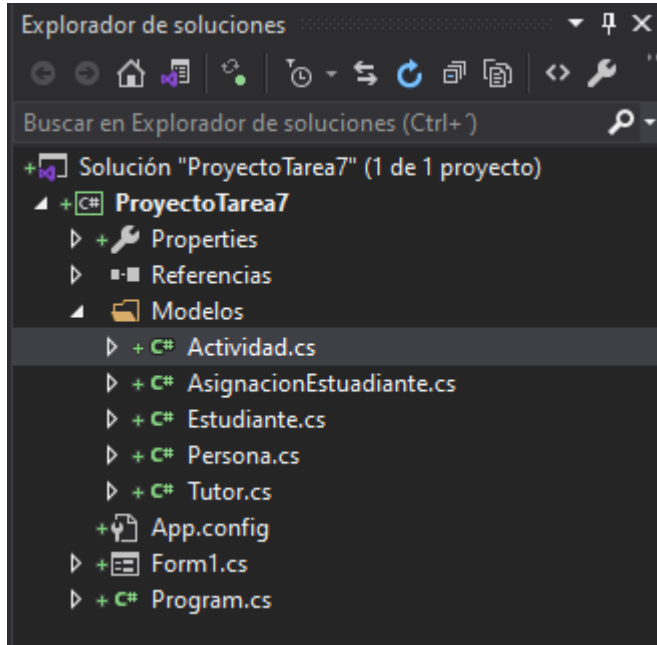 Explorador de soluciones
Buscar en Explorador de soluciones (Ctrl+´)
Solución "ProyectoTarea7" (1 de 1 proyecto)
C# ProyectoTarea7
Properties
Referencias
Modelos
C# Actividad.cs
C# AsignacionEstuadiante.cs
C# Estudiante.cs
C# Persona.cs
C# Tutor.cs
App.config
Form1.cs
C# Program.cs